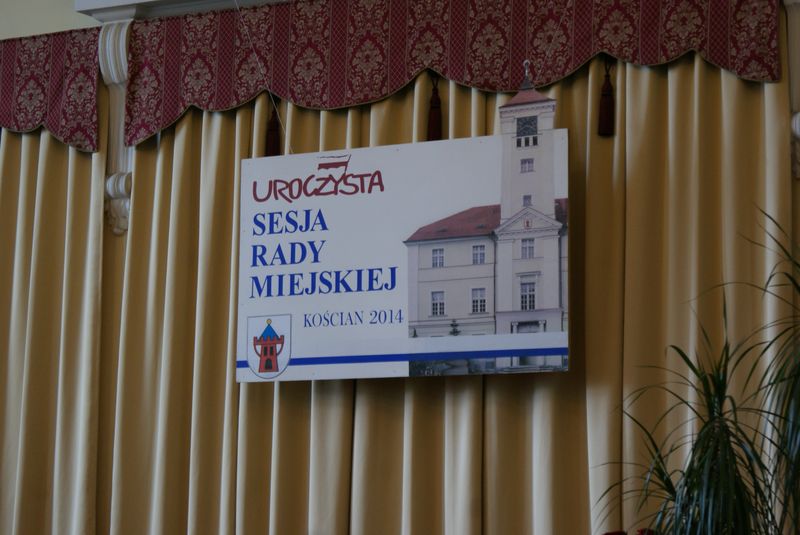 UROCZYSTA
SESJA
RADY
MIEJSKIEJ
KOŚCIAN 2014